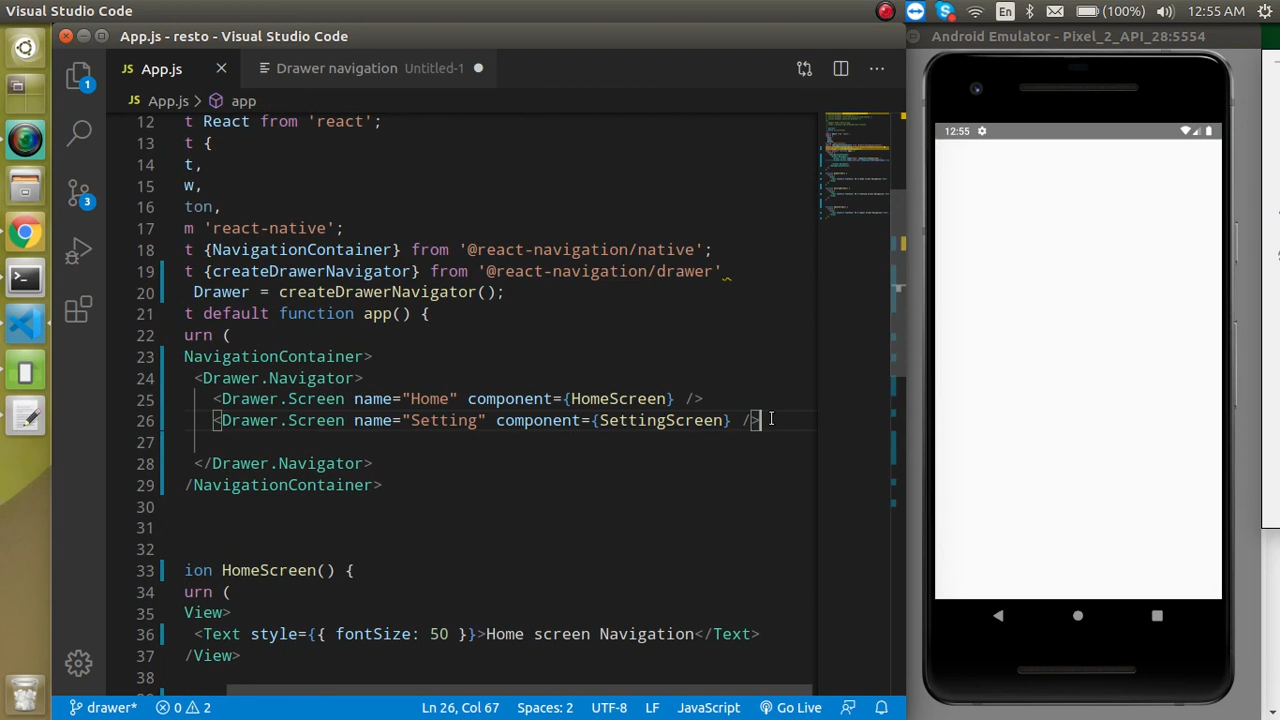 Visual Studio Code
En
(100%)
12:55 AM
App.js - resto - Visual Studio Code
Android Emulator - Pixel_2_API_28:5554
1
JS App.js
Drawer navigation Untitled-1
JS App.js > app
12 t React from 'react';
13 t {
14 t,
15 w,
16 ton,
17 m 'react-native';
18 t {NavigationContainer} from '@react-navigation/native';
19 t {createDrawerNavigator} from '@react-navigation/drawer'
20 Drawer = createDrawerNavigator();
21 t default function app() {
22 urn (
23 NavigationContainer>
24 <Drawer.Navigator>
25 <Drawer.Screen name="Home" component={HomeScreen} />
26 <Drawer.Screen name="Setting" component={SettingScreen} />
27
28 </Drawer.Navigator>
29 /NavigationContainer>
30
31
32
33 ion HomeScreen() {
34 urn (
35 View>
36 <Text style={{ fontSize: 50 }}>Home screen Navigation</Text>
37 /View>
38
3
12:55
drawer*
0
2
Ln 26, Col 67
Spaces: 2
UTF-8
LF
JavaScript
Go Live